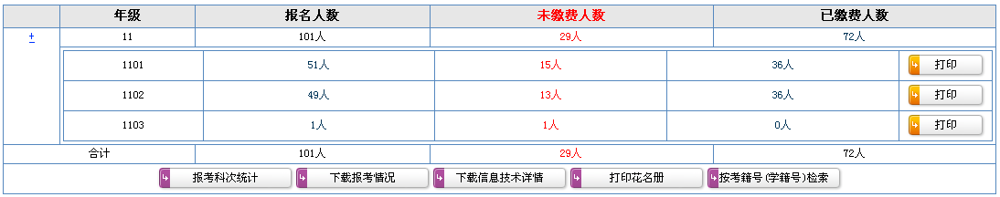 年级 报名人数 未缴费人数 已缴费人数
+ 11 101人 29人 72人
1101 51人 15人 36人 打印
1102 49人 13人 36人 打印
1103 1人 1人 0人 打印
合计 101人 29人 72人
报考科次统计 下载报考情况 下载信息技术详情 打印花名册 按考籍号(学籍号)检索